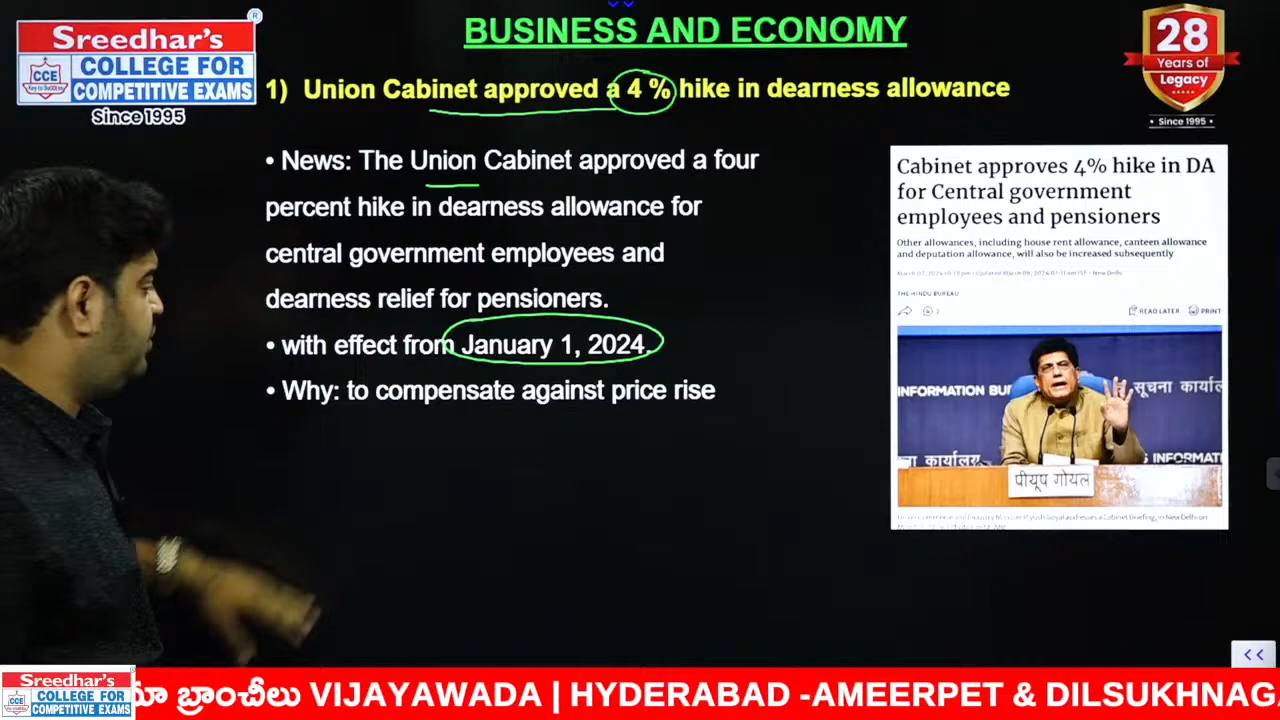 Sreedhar's
CCE
COLLEGE FOR
COMPETITIVE EXAMS
Since 1995
BUSINESS AND ECONOMY
28
Years of
Legacy
• Since 1995 •
1) Union Cabinet approved a 4 % hike in dearness allowance
• News: The Union Cabinet approved a four
percent hike in dearness allowance for
central government employees and
dearness relief for pensioners.
• with effect from January 1, 2024.
• Why: to compensate against price rise
Cabinet approves 4% hike in DA
for Central government
employees and pensioners
Other allowances, including house rent allowance, canteen allowance
and deputation allowance, will also be increased subsequently
THE HINDU BUREAU
2
READ LATER
PRINT
INFORMATION BU
सूचना कार्याल
ना कार्यालय
INFORMATI
पीयूष गोयल
<<
Sreedhar's
CCE
COLLEGE FOR
COMPETITIVE EXAMS
మా బ్రాంచీలు VIJAYAWADA | HYDERABAD -AMEERPET & DILSUKHNAG